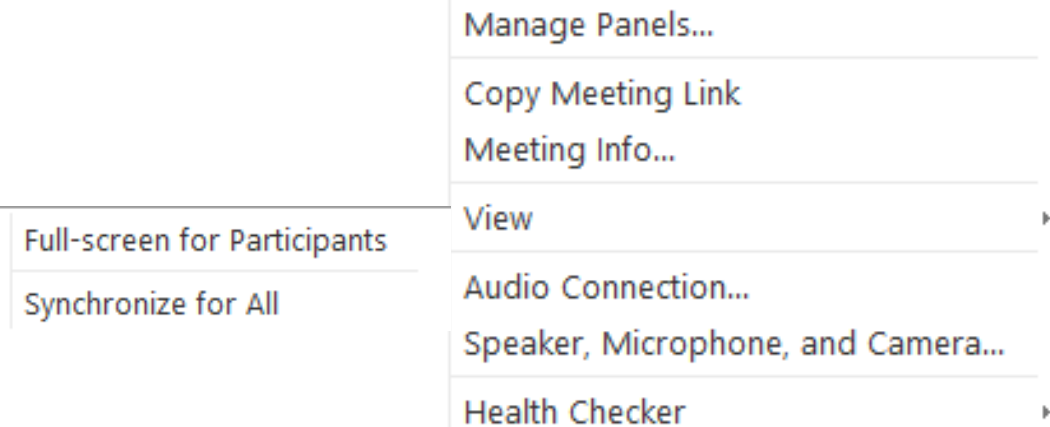 Manage Panels...
Copy Meeting Link
Meeting Info...
View
Full-screen for Participants
Synchronize for All
Audio Connection...
Speaker, Microphone, and Camera...
Health Checker